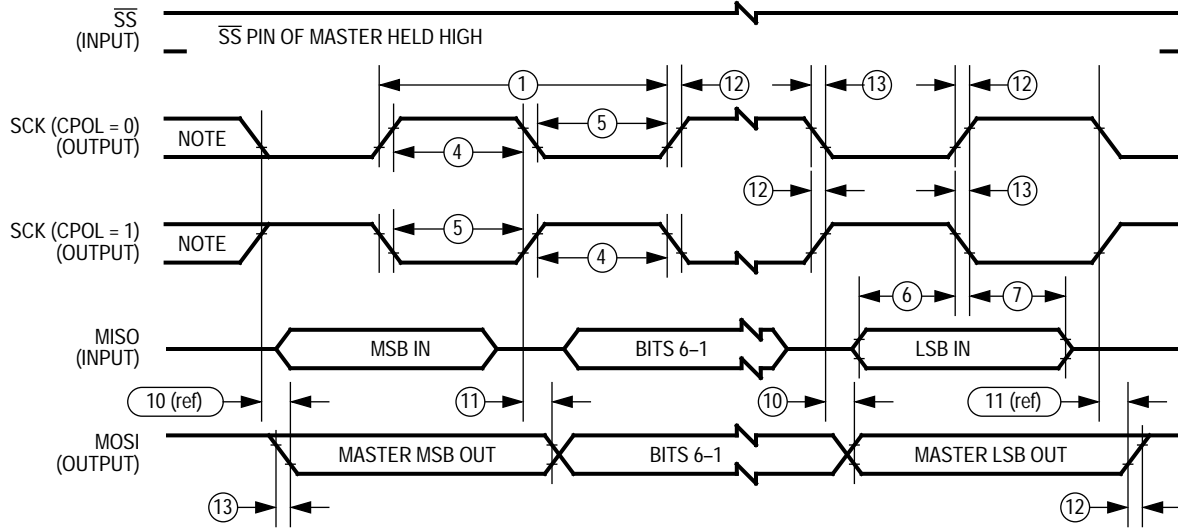 SS
(INPUT)
SS PIN OF MASTER HELD HIGH
1
12
13
12
SCK (CPOL = 0)
(OUTPUT)
NOTE
5
4
12
13
SCK (CPOL = 1)
(OUTPUT)
NOTE
5
4
6
7
MISO
(INPUT)
MSB IN
BITS 6–1
LSB IN
10 (ref)
11
10
11 (ref)
MOSI
(OUTPUT)
MASTER MSB OUT
BITS 6–1
MASTER LSB OUT
13
12